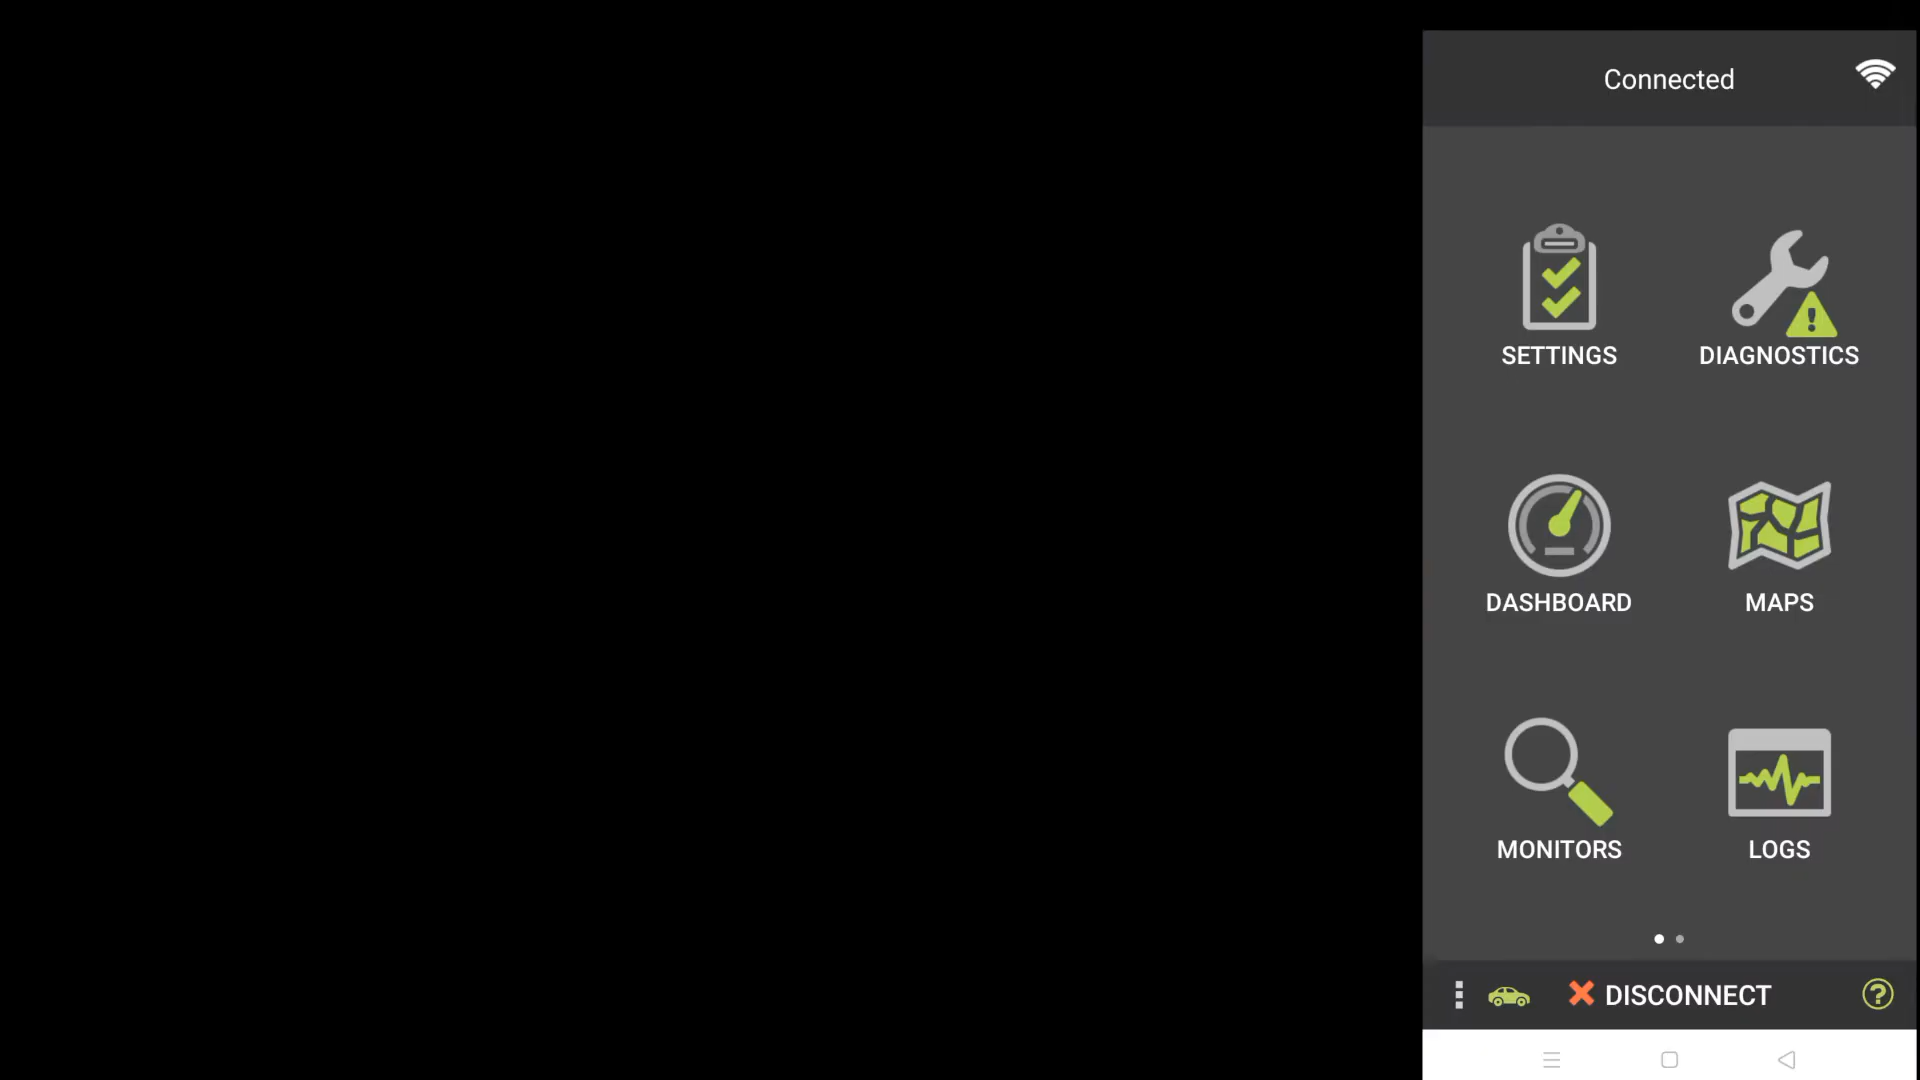 Connected
SETTINGS
DIAGNOSTICS
DASHBOARD
MAPS
MONITORS
LOGS
DISCONNECT